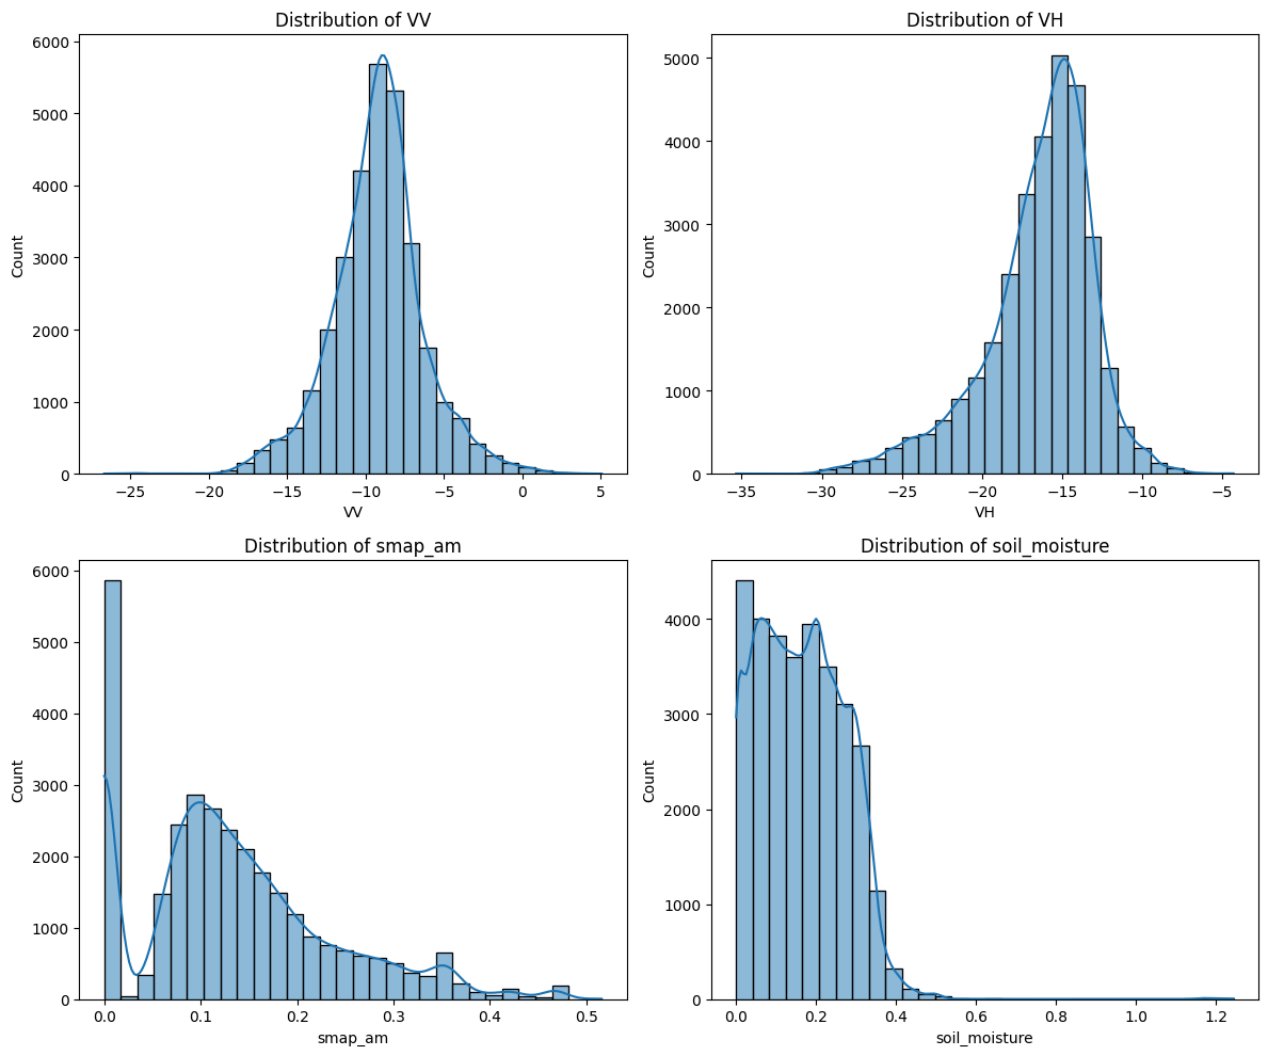 Distribution of VV
Count
6000
5000
4000
3000
2000
1000
0
−25 −20 −15 −10 −5 0 5
VV
Distribution of VH
Count
5000
4000
3000
2000
1000
0
−35 −30 −25 −20 −15 −10 −5
VH
Distribution of smap_am
Count
6000
5000
4000
3000
2000
1000
0
0.0 0.1 0.2 0.3 0.4 0.5
smap_am
Distribution of soil_moisture
Count
4000
3000
2000
1000
0
0.0 0.2 0.4 0.6 0.8 1.0 1.2
soil_moisture